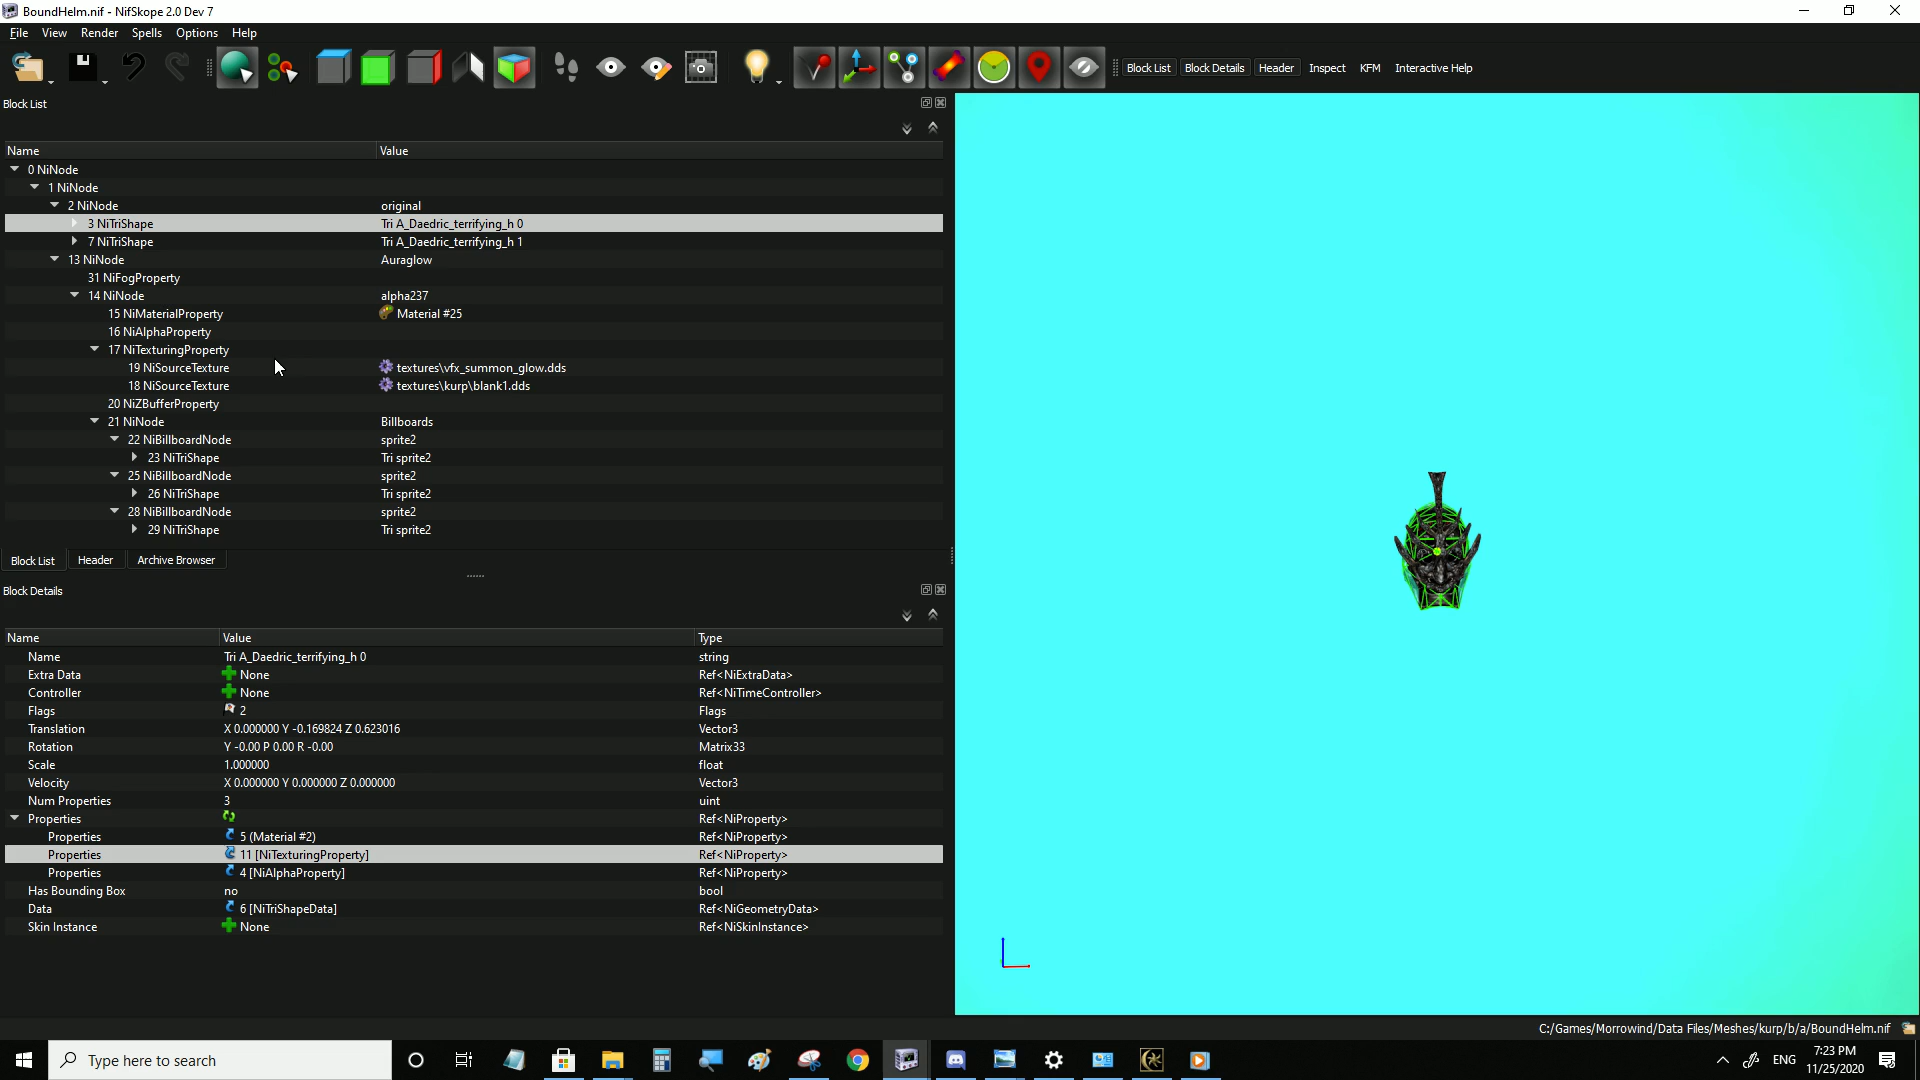 BoundHelm.nif - NifSkope 2.0 Dev 7
File View Render Spells Options Help
Block List Block Details Header Inspect KFM Interactive Help
Block List
Name Value
0 NiNode
1 NiNode
2 NiNode original
3 NiTriShape Tri A_Daedric_terrifying_h 0
7 NiTriShape Tri A_Daedric_terrifying_h 1
13 NiNode Auraglow
31 NiFogProperty
14 NiNode alpha237
15 NiMaterialProperty Material #25
16 NiAlphaProperty
17 NiTexturingProperty
19 NiSourceTexture textures\vfx_summon_glow.dds
18 NiSourceTexture textures\kurp\blank1.dds
20 NiZBufferProperty
21 NiNode Billboards
22 NiBillboardNode sprite2
23 NiTriShape Tri sprite2
25 NiBillboardNode sprite2
26 NiTriShape Tri sprite2
28 NiBillboardNode sprite2
29 NiTriShape Tri sprite2
Block List Header Archive Browser
Block Details
Name Value Type
Name Tri A_Daedric_terrifying_h 0 string
Extra Data None Ref<NiExtraData>
Controller None Ref<NiTimeController>
Flags 2 Flags
Translation X 0.000000 Y -0.169824 Z 0.623016 Vector3
Rotation Y -0.00 P 0.00 R -0.00 Matrix33
Scale 1.000000 float
Velocity X 0.000000 Y 0.000000 Z 0.000000 Vector3
Num Properties 3 uint
Properties Ref<NiProperty>
Properties 5 (Material #2) Ref<NiProperty>
Properties 11 [NiTexturingProperty] Ref<NiProperty>
Properties 4 [NiAlphaProperty] Ref<NiProperty>
Has Bounding Box no bool
Data 6 [NiTriShapeData] Ref<NiGeometryData>
Skin Instance None Ref<NiSkinInstance>
C:/Games/Morrowind/Data Files/Meshes/kurp/b/a/BoundHelm.nif
Type here to search
ENG
7:23 PM
11/25/2020